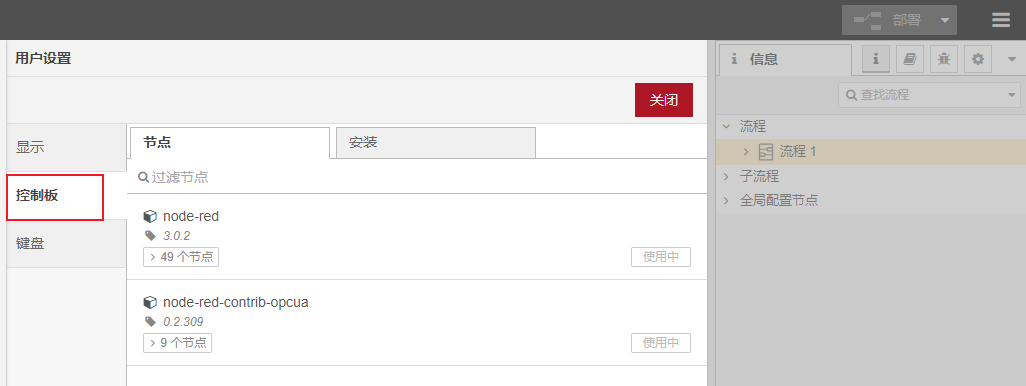 部署
用户设置
关闭
显示
控制板
键盘
节点
安装
过滤节点
node-red
3.0.2
49 个节点
使用中
node-red-contrib-opcua
0.2.309
9 个节点
使用中
信息
查找流程
流程
流程 1
子流程
全局配置节点